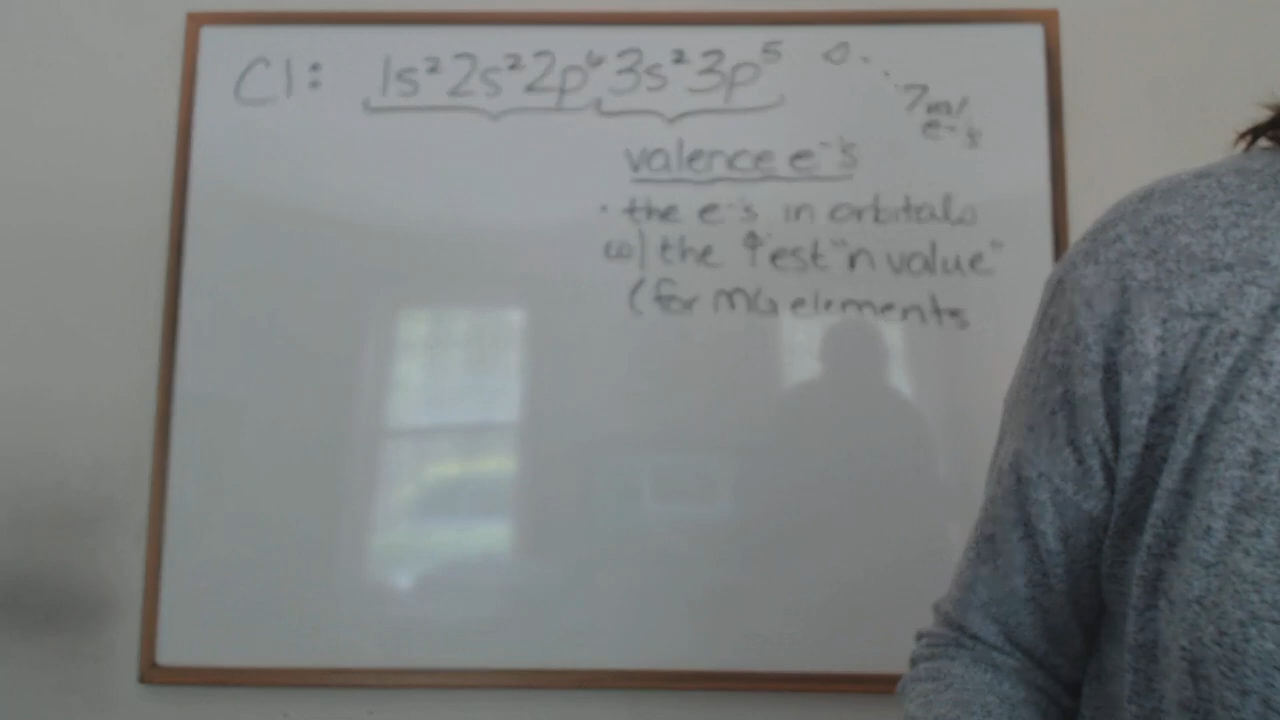 Cl: 1s²2s²2p⁶3s²3p⁵
7 val
e-'s
valence e⁻'s
· the e-'s in orbitals
w/ the ↑est "n value"
(for MG elements